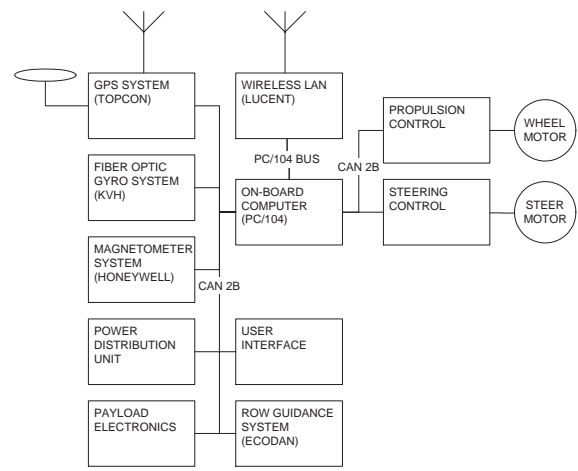 GPS SYSTEM
(TOPCON)
WIRELESS LAN
(LUCENT)
PROPULSION
CONTROL
WHEEL
MOTOR
PC/104 BUS
CAN 2B
FIBER OPTIC
GYRO SYSTEM
(KVH)
ON-BOARD
COMPUTER
(PC/104)
STEERING
CONTROL
STEER
MOTOR
MAGNETOMETER
SYSTEM
(HONEYWELL)
CAN 2B
POWER
DISTRIBUTION
UNIT
USER
INTERFACE
PAYLOAD
ELECTRONICS
ROW GUIDANCE
SYSTEM
(ECODAN)